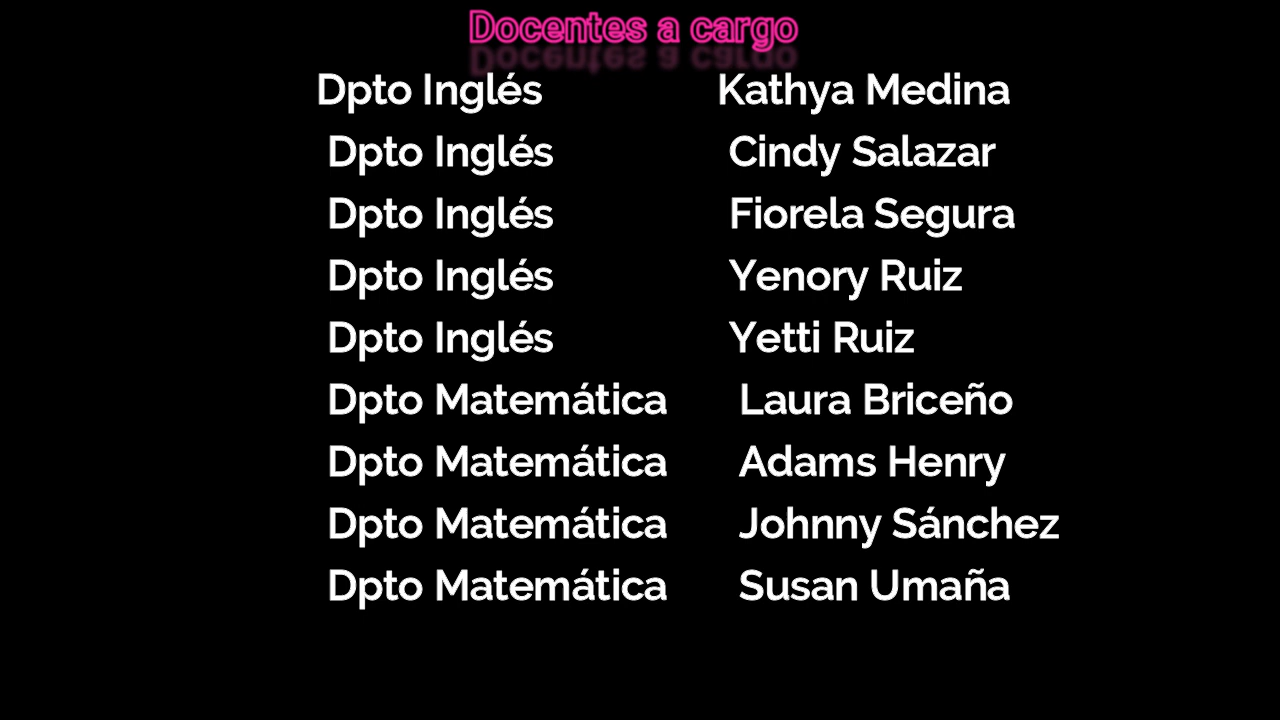 Docentes a cargo
Dpto Inglés Kathya Medina
Dpto Inglés Cindy Salazar
Dpto Inglés Fiorela Segura
Dpto Inglés Yenory Ruiz
Dpto Inglés Yetti Ruiz
Dpto Matemática Laura Briceño
Dpto Matemática Adams Henry
Dpto Matemática Johnny Sánchez
Dpto Matemática Susan Umaña